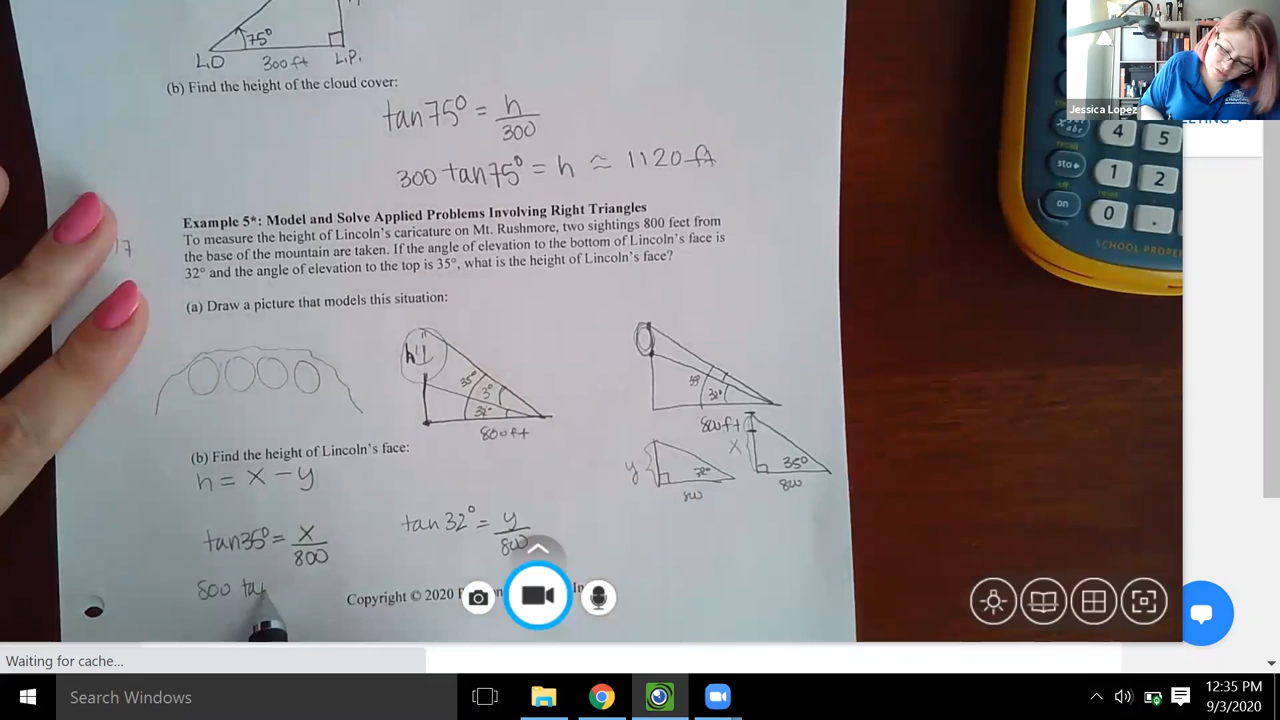 75°
L.O 300 ft L.P.
(b) Find the height of the cloud cover:
tan 75° = h/300
300 tan 75° = h ≈ 1120 ft
Example 5*: Model and Solve Applied Problems Involving Right Triangles
To measure the height of Lincoln's caricature on Mt. Rushmore, two sightings 800 feet from
the base of the mountain are taken. If the angle of elevation to the bottom of Lincoln's face is
32° and the angle of elevation to the top is 35°, what is the height of Lincoln's face?
17
(a) Draw a picture that models this situation:
h
35° 3°
32°
800 ft
35°
32°
800 ft
(b) Find the height of Lincoln's face:
h = x - y
y 32°
800
x 35°
800
tan 35° = x/800
tan 32° = y/800
800 ta
Copyright © 2020 In
Jessica Lopez
4 5
sto→ 1 2
on 0 .
SCHOOL PROPER
Waiting for cache...
Search Windows
12:35 PM
9/3/2020